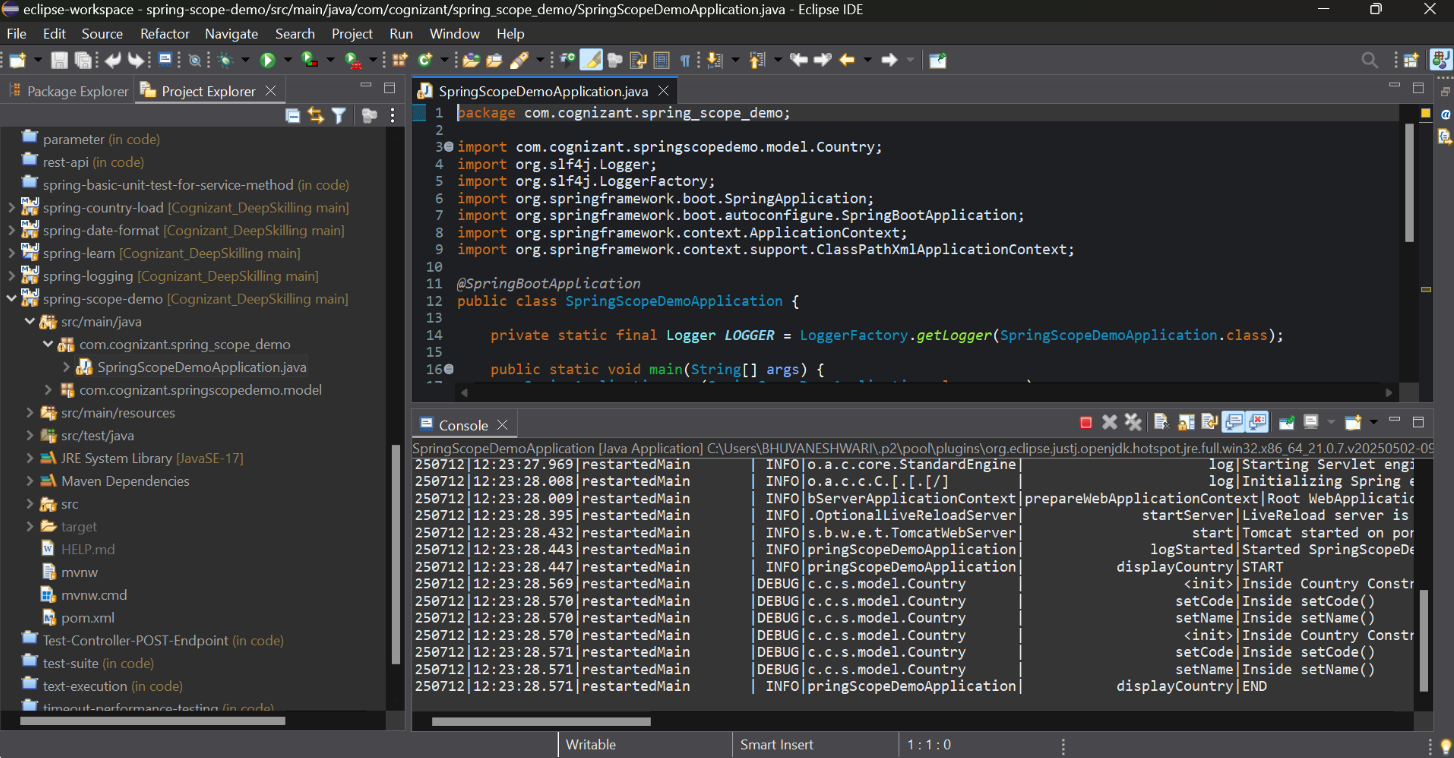 eclipse-workspace - spring-scope-demo/src/main/java/com/cognizant/spring_scope_demo/SpringScopeDemoApplication.java - Eclipse IDE
File Edit Source Refactor Navigate Search Project Run Window Help
Package Explorer Project Explorer
parameter (in code)
rest-api (in code)
spring-basic-unit-test-for-service-method (in code)
spring-country-load [Cognizant_DeepSkilling main]
spring-date-format [Cognizant_DeepSkilling main]
spring-learn [Cognizant_DeepSkilling main]
spring-logging [Cognizant_DeepSkilling main]
spring-scope-demo [Cognizant_DeepSkilling main]
src/main/java
com.cognizant.spring_scope_demo
SpringScopeDemoApplication.java
com.cognizant.springscopedemo.model
src/main/resources
src/test/java
JRE System Library [JavaSE-17]
Maven Dependencies
src
target
HELP.md
mvnw
mvnw.cmd
pom.xml
Test-Controller-POST-Endpoint (in code)
test-suite (in code)
text-execution (in code)
timeout-performance-testing (in code)
SpringScopeDemoApplication.java
1 package com.cognizant.spring_scope_demo;
2
3 import com.cognizant.springscopedemo.model.Country;
4 import org.slf4j.Logger;
5 import org.slf4j.LoggerFactory;
6 import org.springframework.boot.SpringApplication;
7 import org.springframework.boot.autoconfigure.SpringBootApplication;
8 import org.springframework.context.ApplicationContext;
9 import org.springframework.context.support.ClassPathXmlApplicationContext;
10
11 @SpringBootApplication
12 public class SpringScopeDemoApplication {
13
14 private static final Logger LOGGER = LoggerFactory.getLogger(SpringScopeDemoApplication.class);
15
16 public static void main(String[] args) {
Console
SpringScopeDemoApplication [Java Application] C:\Users\BHUVANESHWARI\.p2\pool\plugins\org.eclipse.justj.openjdk.hotspot.jre.full.win32.x86_64_21.0.7.v20250502-09
250712|12:23:27.969|restartedMain | INFO|o.a.c.core.StandardEngine| log|Starting Servlet engi
250712|12:23:28.008|restartedMain | INFO|o.a.c.c.C.[.[.[/] log|Initializing Spring e
250712|12:23:28.009|restartedMain | INFO|bServerApplicationContext|prepareWebApplicationContext|Root WebApplicatic
250712|12:23:28.395|restartedMain | INFO|.OptionalLiveReloadServer| startServer|LiveReload server is
250712|12:23:28.432|restartedMain | INFO|s.b.w.e.t.TomcatWebServer| start|Tomcat started on por
250712|12:23:28.443|restartedMain | INFO|pringScopeDemoApplication| logStarted|Started SpringScopeDe
250712|12:23:28.447|restartedMain | INFO|pringScopeDemoApplication| displayCountry|START
250712|12:23:28.569|restartedMain |DEBUG|c.c.s.model.Country | <init>|Inside Country Constr
250712|12:23:28.570|restartedMain |DEBUG|c.c.s.model.Country | setCode|Inside setCode()
250712|12:23:28.570|restartedMain |DEBUG|c.c.s.model.Country | setName|Inside setName()
250712|12:23:28.570|restartedMain |DEBUG|c.c.s.model.Country | <init>|Inside Country Constr
250712|12:23:28.571|restartedMain |DEBUG|c.c.s.model.Country | setCode|Inside setCode()
250712|12:23:28.571|restartedMain |DEBUG|c.c.s.model.Country | setName|Inside setName()
250712|12:23:28.571|restartedMain | INFO|pringScopeDemoApplication| displayCountry|END
Writable Smart Insert 1 : 1 : 0